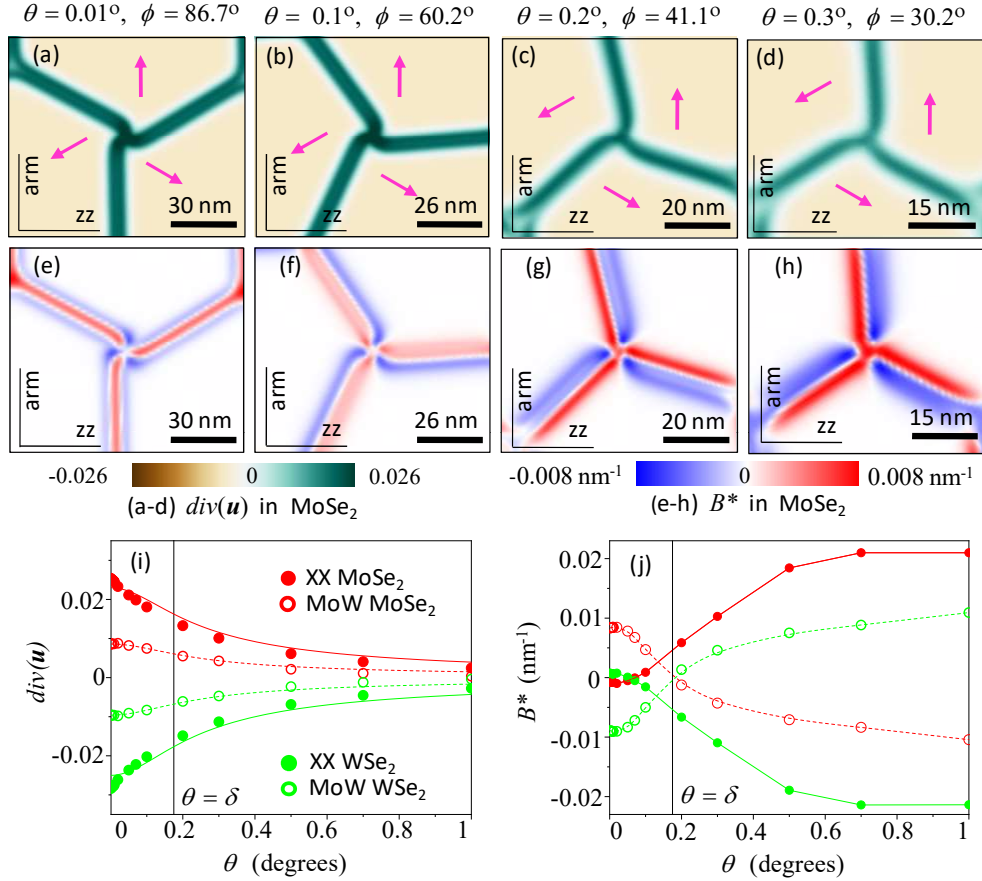 θ = 0.01°, ϕ = 86.7° θ = 0.1°, ϕ = 60.2° θ = 0.2°, ϕ = 41.1° θ = 0.3°, ϕ = 30.2°
(a) (b) (c) (d)
arm arm arm arm
zz 30 nm zz 26 nm zz 20 nm zz 15 nm
(e) (f) (g) (h)
arm arm arm arm
zz 30 nm zz 26 nm zz 20 nm zz 15 nm
-0.026 0 0.026 -0.008 nm⁻¹ 0 0.008 nm⁻¹
(a-d) div(u) in MoSe₂ (e-h) B* in MoSe₂
(i)
XX MoSe₂
MoW MoSe₂
XX WSe₂
MoW WSe₂
θ = δ
div(u)
0.02
0
-0.02
0 0.2 0.4 0.6 0.8 1
θ (degrees)
(j)
θ = δ
B* (nm⁻¹)
0.02
0.01
0
-0.01
-0.02
0 0.2 0.4 0.6 0.8 1
θ (degrees)